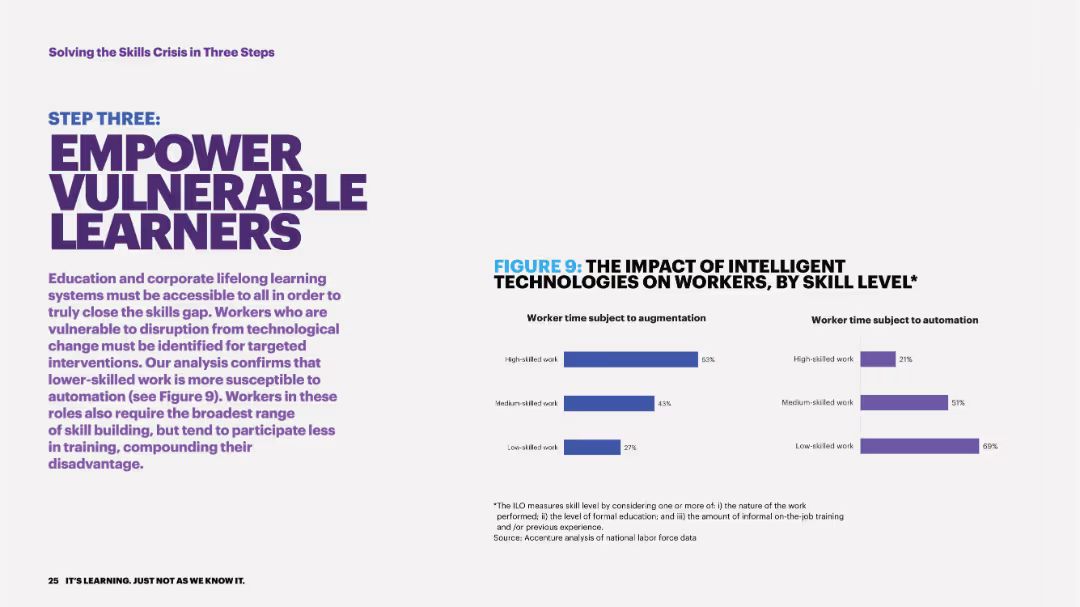 Solving the Skills Crisis in Three Steps
STEP THREE:
EMPOWER
VULNERABLE
LEARNERS
Education and corporate lifelong learning
systems must be accessible to all in order to
truly close the skills gap. Workers who are
vulnerable to disruption from technological
change must be identified for targeted
interventions. Our analysis confirms that
lower-skilled work is more susceptible to
automation (see Figure 9). Workers in these
roles also require the broadest range
of skill building, but tend to participate less
in training, compounding their
disadvantage.
FIGURE 9: THE IMPACT OF INTELLIGENT
TECHNOLOGIES ON WORKERS, BY SKILL LEVEL*
Worker time subject to augmentation
High-skilled work 63%
Medium-skilled work 43%
Low-skilled work 27%
Worker time subject to automation
High-skilled work 21%
Medium-skilled work 51%
Low-skilled work 69%
*The ILO measures skill level by considering one or more of: i) the nature of the work
performed; ii) the level of formal education; and iii) the amount of informal on-the-job training
and /or previous experience.
Source: Accenture analysis of national labor force data
25 IT'S LEARNING. JUST NOT AS WE KNOW IT.